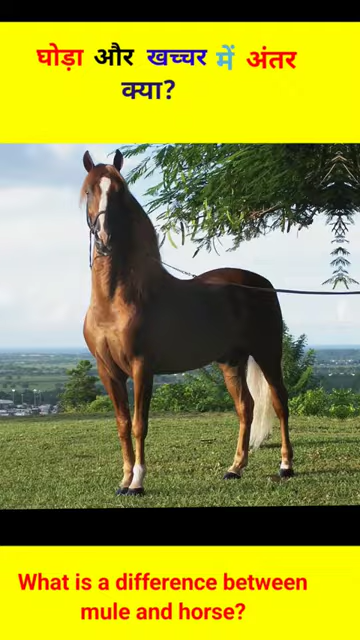 घोड़ा और खच्चर में अंतर
क्या?
What is a difference between
mule and horse?